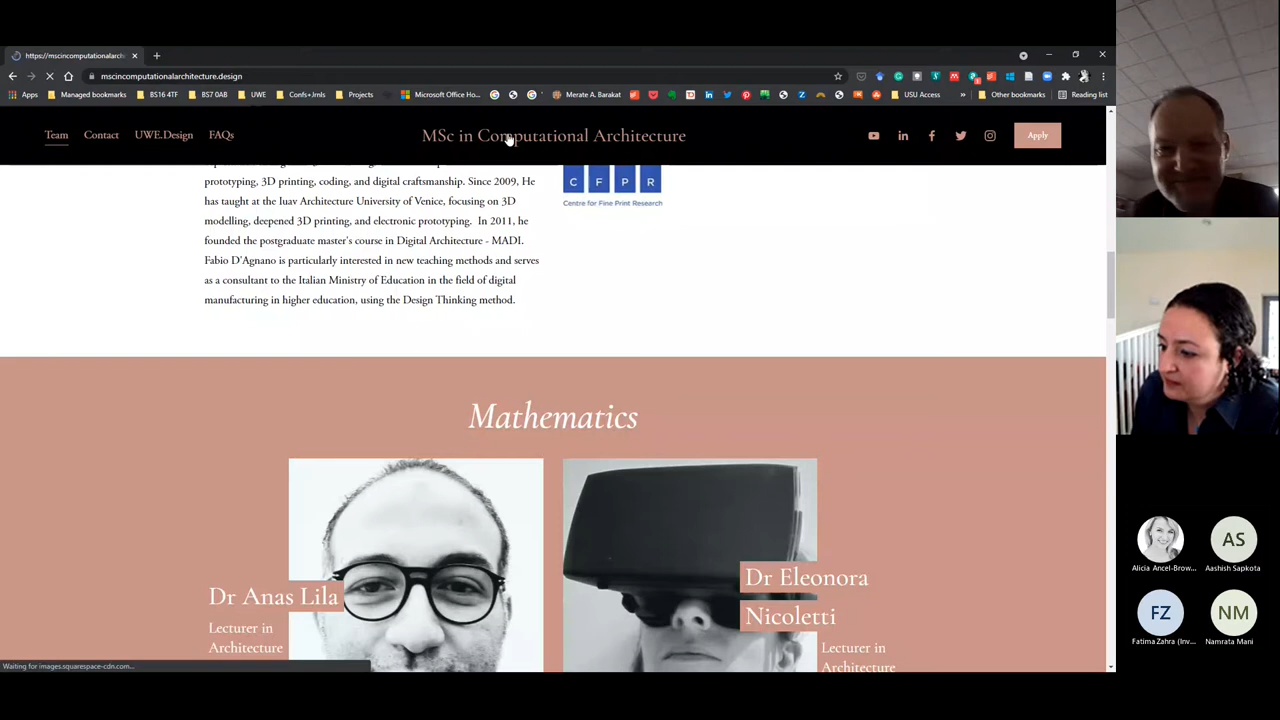 https://mscincomputationalarch
mscincomputationalarchitecture.design
Apps
Managed bookmarks
BS16 4TF
BS7 0AB
UWE
Confs+Jrnls
Projects
Microsoft Office Ho...
Merate A. Barakat
USU Access
»
Other bookmarks
Reading list
Team
Contact
UWE.Design
FAQs
MSc in Computational Architecture
Apply
prototyping, 3D printing, coding, and digital craftsmanship. Since 2009, He
has taught at the Iuav Architecture University of Venice, focusing on 3D
modelling, deepened 3D printing, and electronic prototyping. In 2011, he
founded the postgraduate master's course in Digital Architecture - MADI.
Fabio D'Agnano is particularly interested in new teaching methods and serves
as a consultant to the Italian Ministry of Education in the field of digital
manufacturing in higher education, using the Design Thinking method.
C F P R
Centre for Fine Print Research
Mathematics
Dr Anas Lila
Lecturer in
Architecture
Dr Eleonora
Nicoletti
Lecturer in
Architecture
Waiting for images.squarespace-cdn.com...
AS
Alicia Ancel-Brow...
Aashish Sapkota
FZ
NM
Fatima Zahra (Inv...
Namrata Mani